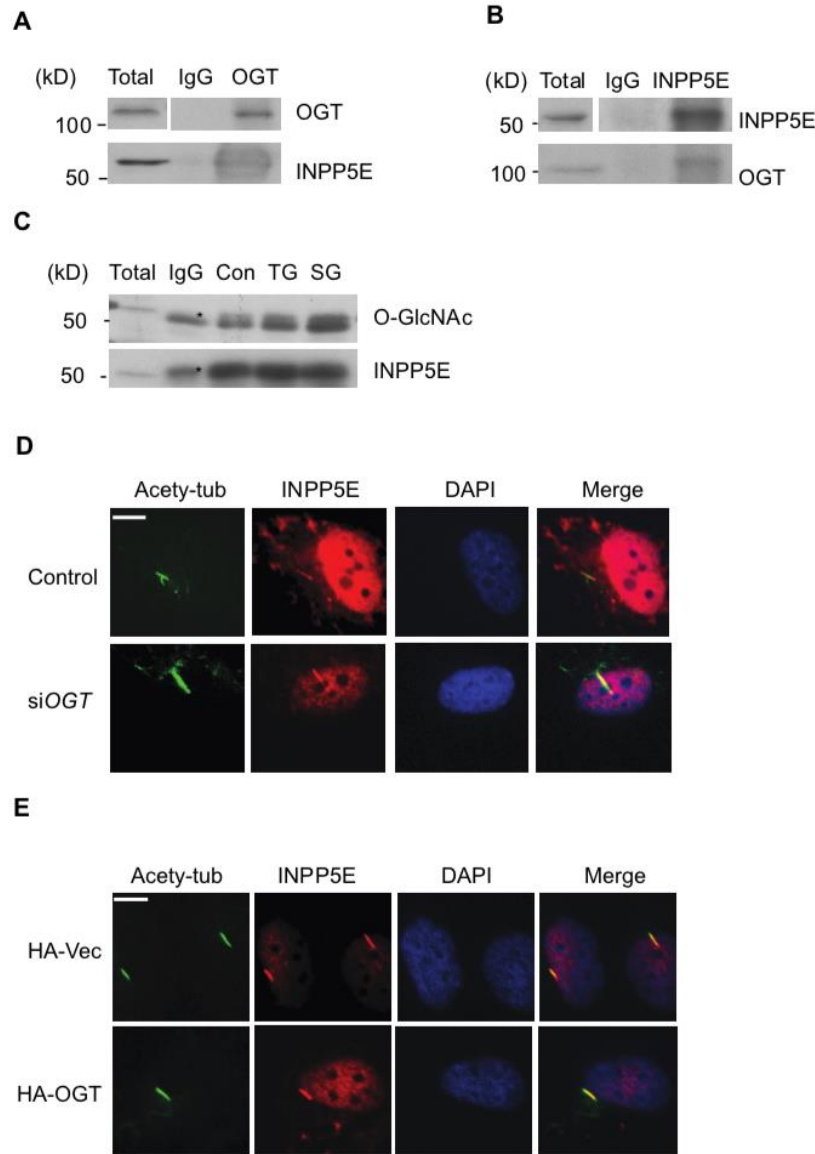 A
(kD) Total IgG OGT
100 OGT
50 INPP5E
B
(kD) Total IgG INPP5E
50 INPP5E
100 OGT
C
(kD) Total IgG Con TG SG
50 * O-GlcNAc
50 * INPP5E
D
Acety-tub INPP5E DAPI Merge
Control
siOGT
E
Acety-tub INPP5E DAPI Merge
HA-Vec
HA-OGT